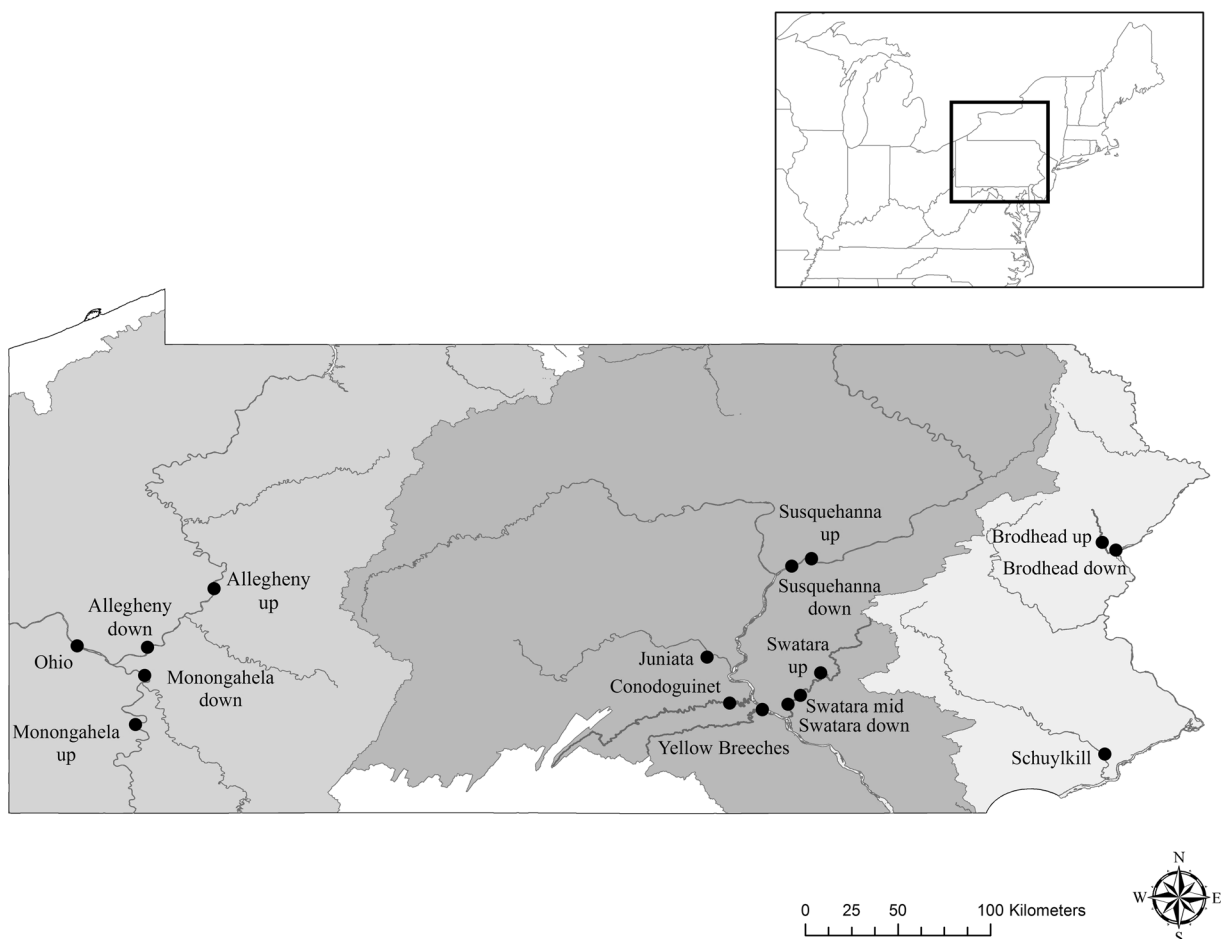 Susquehanna
up
Brodhead up
Brodhead down
Allegheny
up
Susquehanna
down
Allegheny
down
Swatara
up
Ohio
Juniata
Monongahela
down
Conodoguinet
Swatara mid
Swatara down
Monongahela
up
Yellow Breeches
Schuylkill
N
W E
S
0 25 50 100 Kilometers